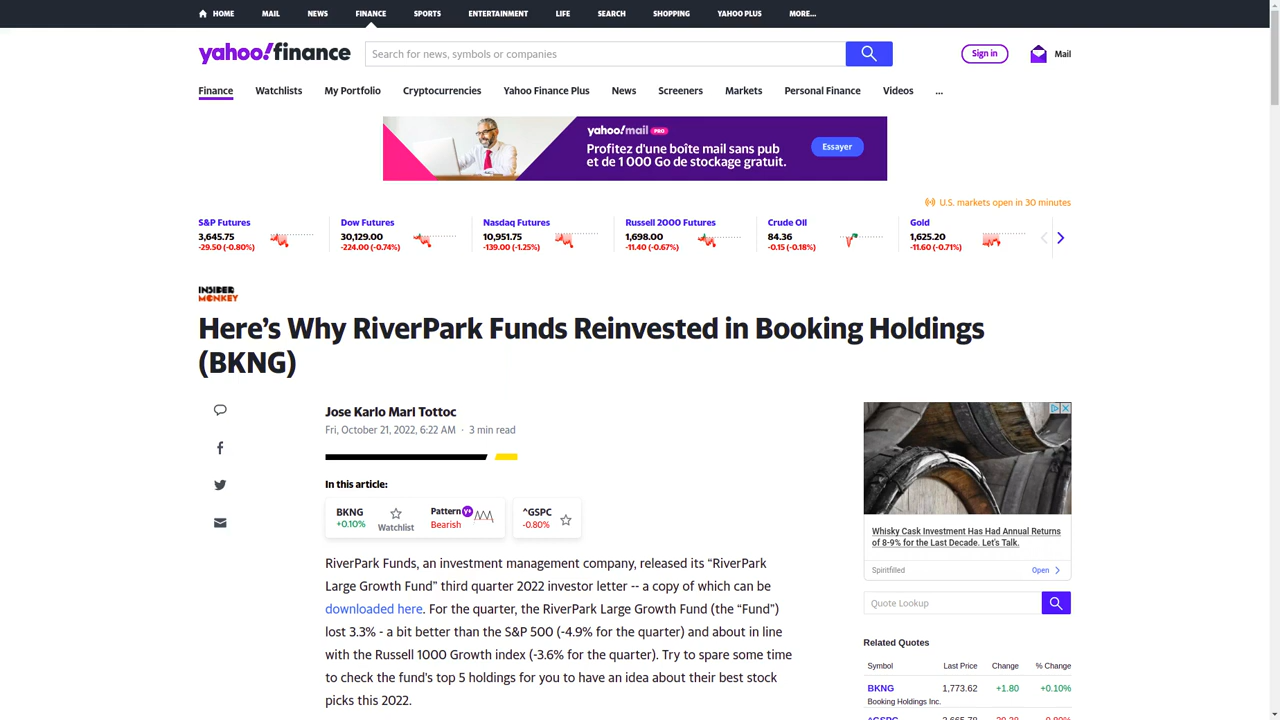 HOME MAIL NEWS FINANCE SPORTS ENTERTAINMENT LIFE SEARCH SHOPPING YAHOO PLUS MORE...
yahoo!finance
Search for news, symbols or companies
Sign in
Mail
Finance Watchlists My Portfolio Cryptocurrencies Yahoo Finance Plus News Screeners Markets Personal Finance Videos ...
yahoo!mail PRO
Profitez d'une boîte mail sans pub
et de 1 000 Go de stockage gratuit.
Essayer
U.S. markets open in 30 minutes
S&P Futures
3,645.75
-29.50 (-0.80%)
Dow Futures
30,129.00
-224.00 (-0.74%)
Nasdaq Futures
10,951.75
-139.00 (-1.25%)
Russell 2000 Futures
1,698.00
-11.40 (-0.67%)
Crude Oil
84.36
-0.15 (-0.18%)
Gold
1,625.20
-11.60 (-0.71%)
INSIDER
MONKEY
Here’s Why RiverPark Funds Reinvested in Booking Holdings
(BKNG)
Jose Karlo Mari Tottoc
Fri, October 21, 2022, 6:22 AM · 3 min read
In this article:
BKNG
+0.10%
Watchlist
Pattern Y+
Bearish
^GSPC
-0.80%
RiverPark Funds, an investment management company, released its “RiverPark
Large Growth Fund” third quarter 2022 investor letter -- a copy of which can be
downloaded here. For the quarter, the RiverPark Large Growth Fund (the “Fund”)
lost 3.3% - a bit better than the S&P 500 (-4.9% for the quarter) and about in line
with the Russell 1000 Growth index (-3.6% for the quarter). Try to spare some time
to check the fund's top 5 holdings for you to have an idea about their best stock
picks this 2022.
Whisky Cask Investment Has Had Annual Returns
of 8-9% for the Last Decade. Let's Talk.
Spiritfilled
Open
Quote Lookup
Related Quotes
Symbol Last Price Change % Change
BKNG 1,773.62 +1.80 +0.10%
Booking Holdings Inc.